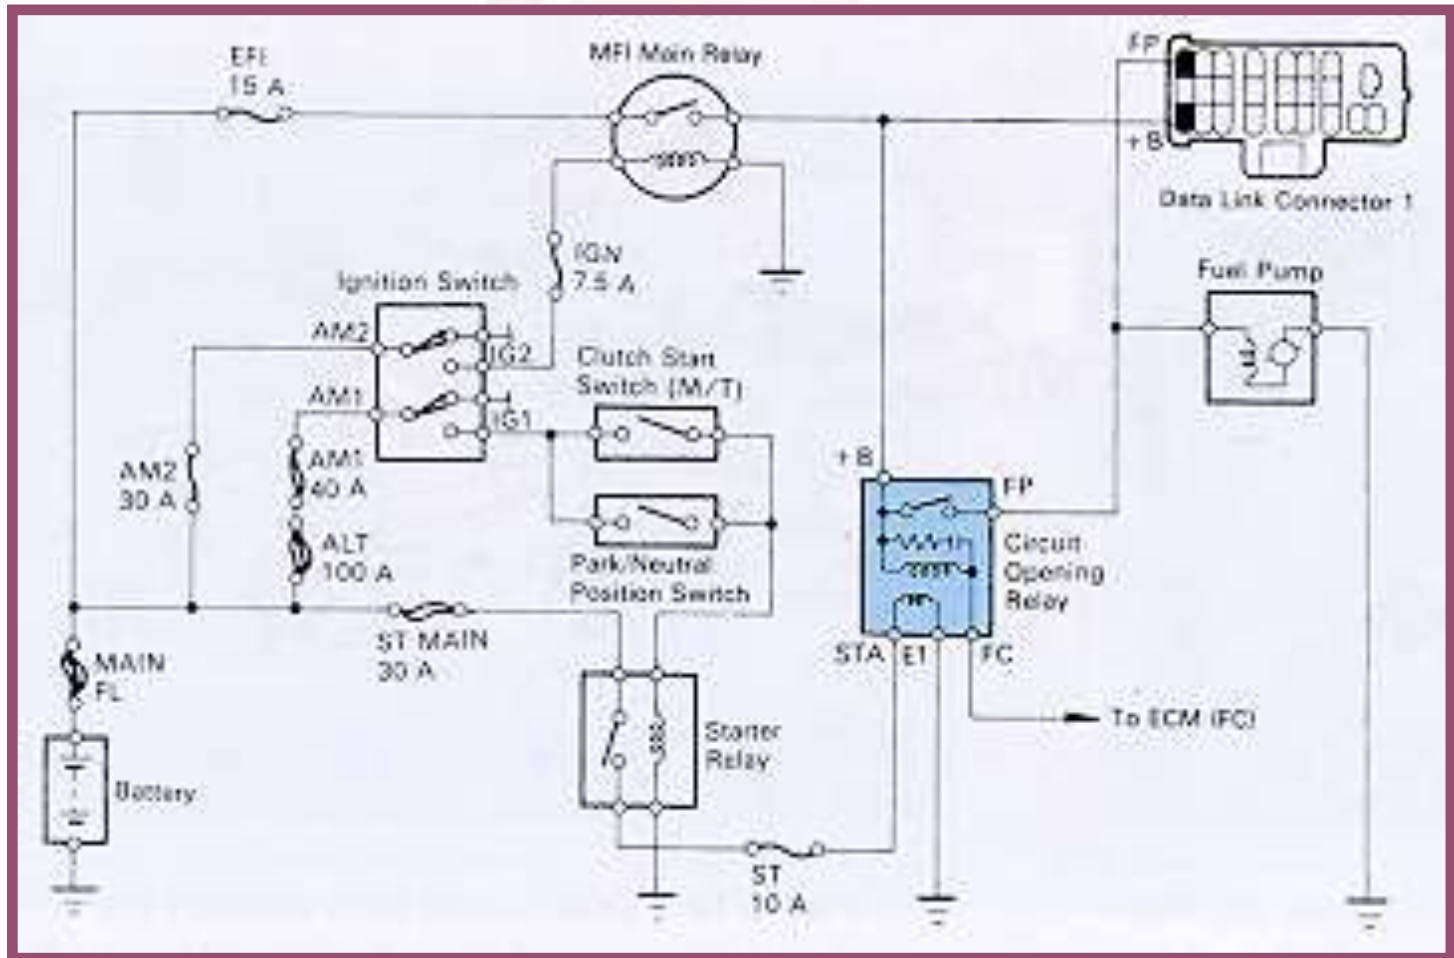 EFI
15 A
MFI Main Relay
FP
+B
Data Link Connector 1
IGN
7.5 A
Ignition Switch
AM2
IG2
AM1
IG1
Clutch Start
Switch (M/T)
Fuel Pump
AM2
30 A
AM1
40 A
ALT
100 A
Park/Neutral
Position Switch
+B
FP
Circuit
Opening
Relay
STA
E1
FC
ST MAIN
30 A
MAIN
FL
To ECM (FC)
Starter
Relay
Battery
ST
10 A